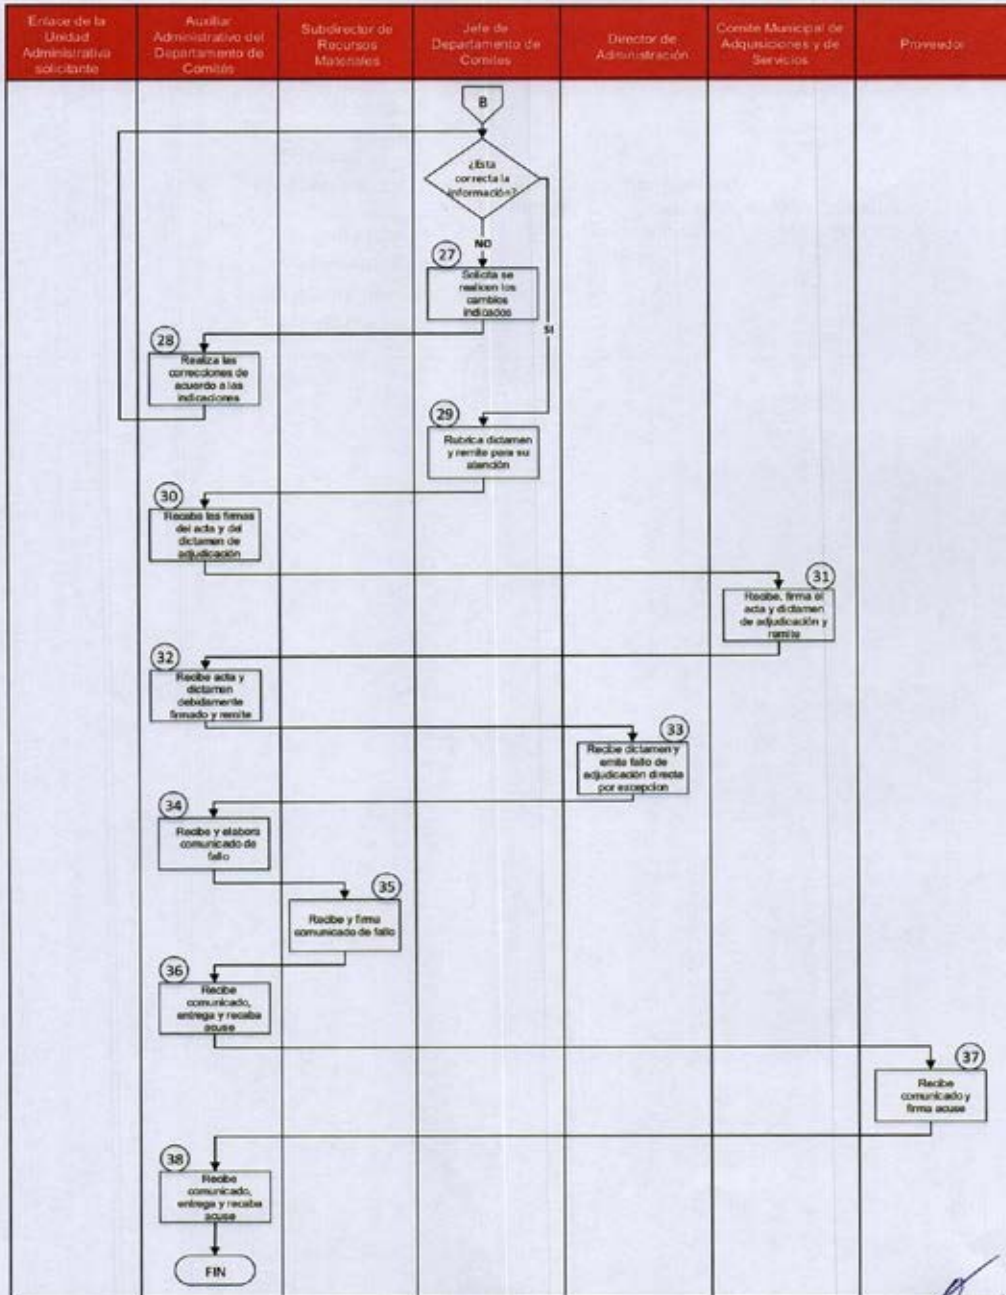 Enlace de la
Unidad
Administrativa
solicitante
Auxiliar
Administrativo del
Departamento de
Comités
Subdirector de
Recursos
Materiales
Jefe de
Departamento de
Comités
Director de
Administración
Comité Municipal de
Adquisiciones y de
Servicios
Proveedor
B
¿Esta
correcta la
información?
NO
SI
27
Solicita se
realicen los
cambios
indicados
28
Realiza las
correcciones de
acuerdo a las
indicaciones
29
Rubrica dictamen
y remite para su
atención
30
Recaba las firmas
del acta y del
dictamen de
adjudicación
31
Recibe, firma el
acta y dictamen
de adjudicación y
remite
32
Recibe acta y
dictamen
debidamente
firmado y remite
33
Recibe dictamen y
emite fallo de
adjudicación directa
por excepcion
34
Recibe y elabora
comunicado de
fallo
35
Recibe y firma
comunicado de fallo
36
Recibe
comunicado,
entrega y recaba
acuse
37
Recibe
comunicado y
firma acuse
38
Recibe
comunicado,
entrega y recaba
acuse
FIN